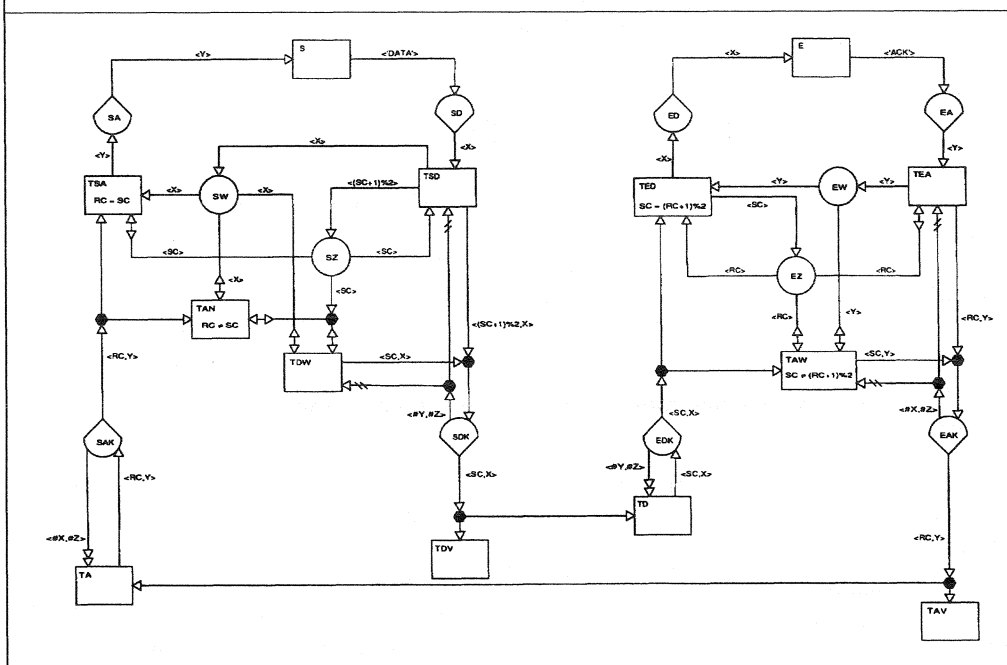 S
<Y>
<'DATA'>
SA
SD
<Y>
<X>
<X>
TSA
RC = SC
TSD
<X>
SW
<X>
<(SC+1)%2>
<SC>
SZ
<SC>
<X>
<SC>
TAN
RC ≠ SC
TDW
<SC,X>
<(SC+1)%2,X>
<RC,Y>
<#Y,#Z>
SAK
SDK
<RC,Y>
<SC,X>
<#X,#Z>
TA
TDV
E
<X>
<'ACK'>
ED
EA
<X>
<Y>
TED
SC = (RC+1)%2
<Y>
EW
<Y>
TEA
<SC>
<RC>
EZ
<RC>
<RC>
<Y>
<RC,Y>
TAW
SC ≠ (RC+1)%2
<SC,Y>
<SC,X>
<#X,#Z>
EDK
EAK
<#Y,#Z>
<SC,X>
TD
<RC,Y>
TAV